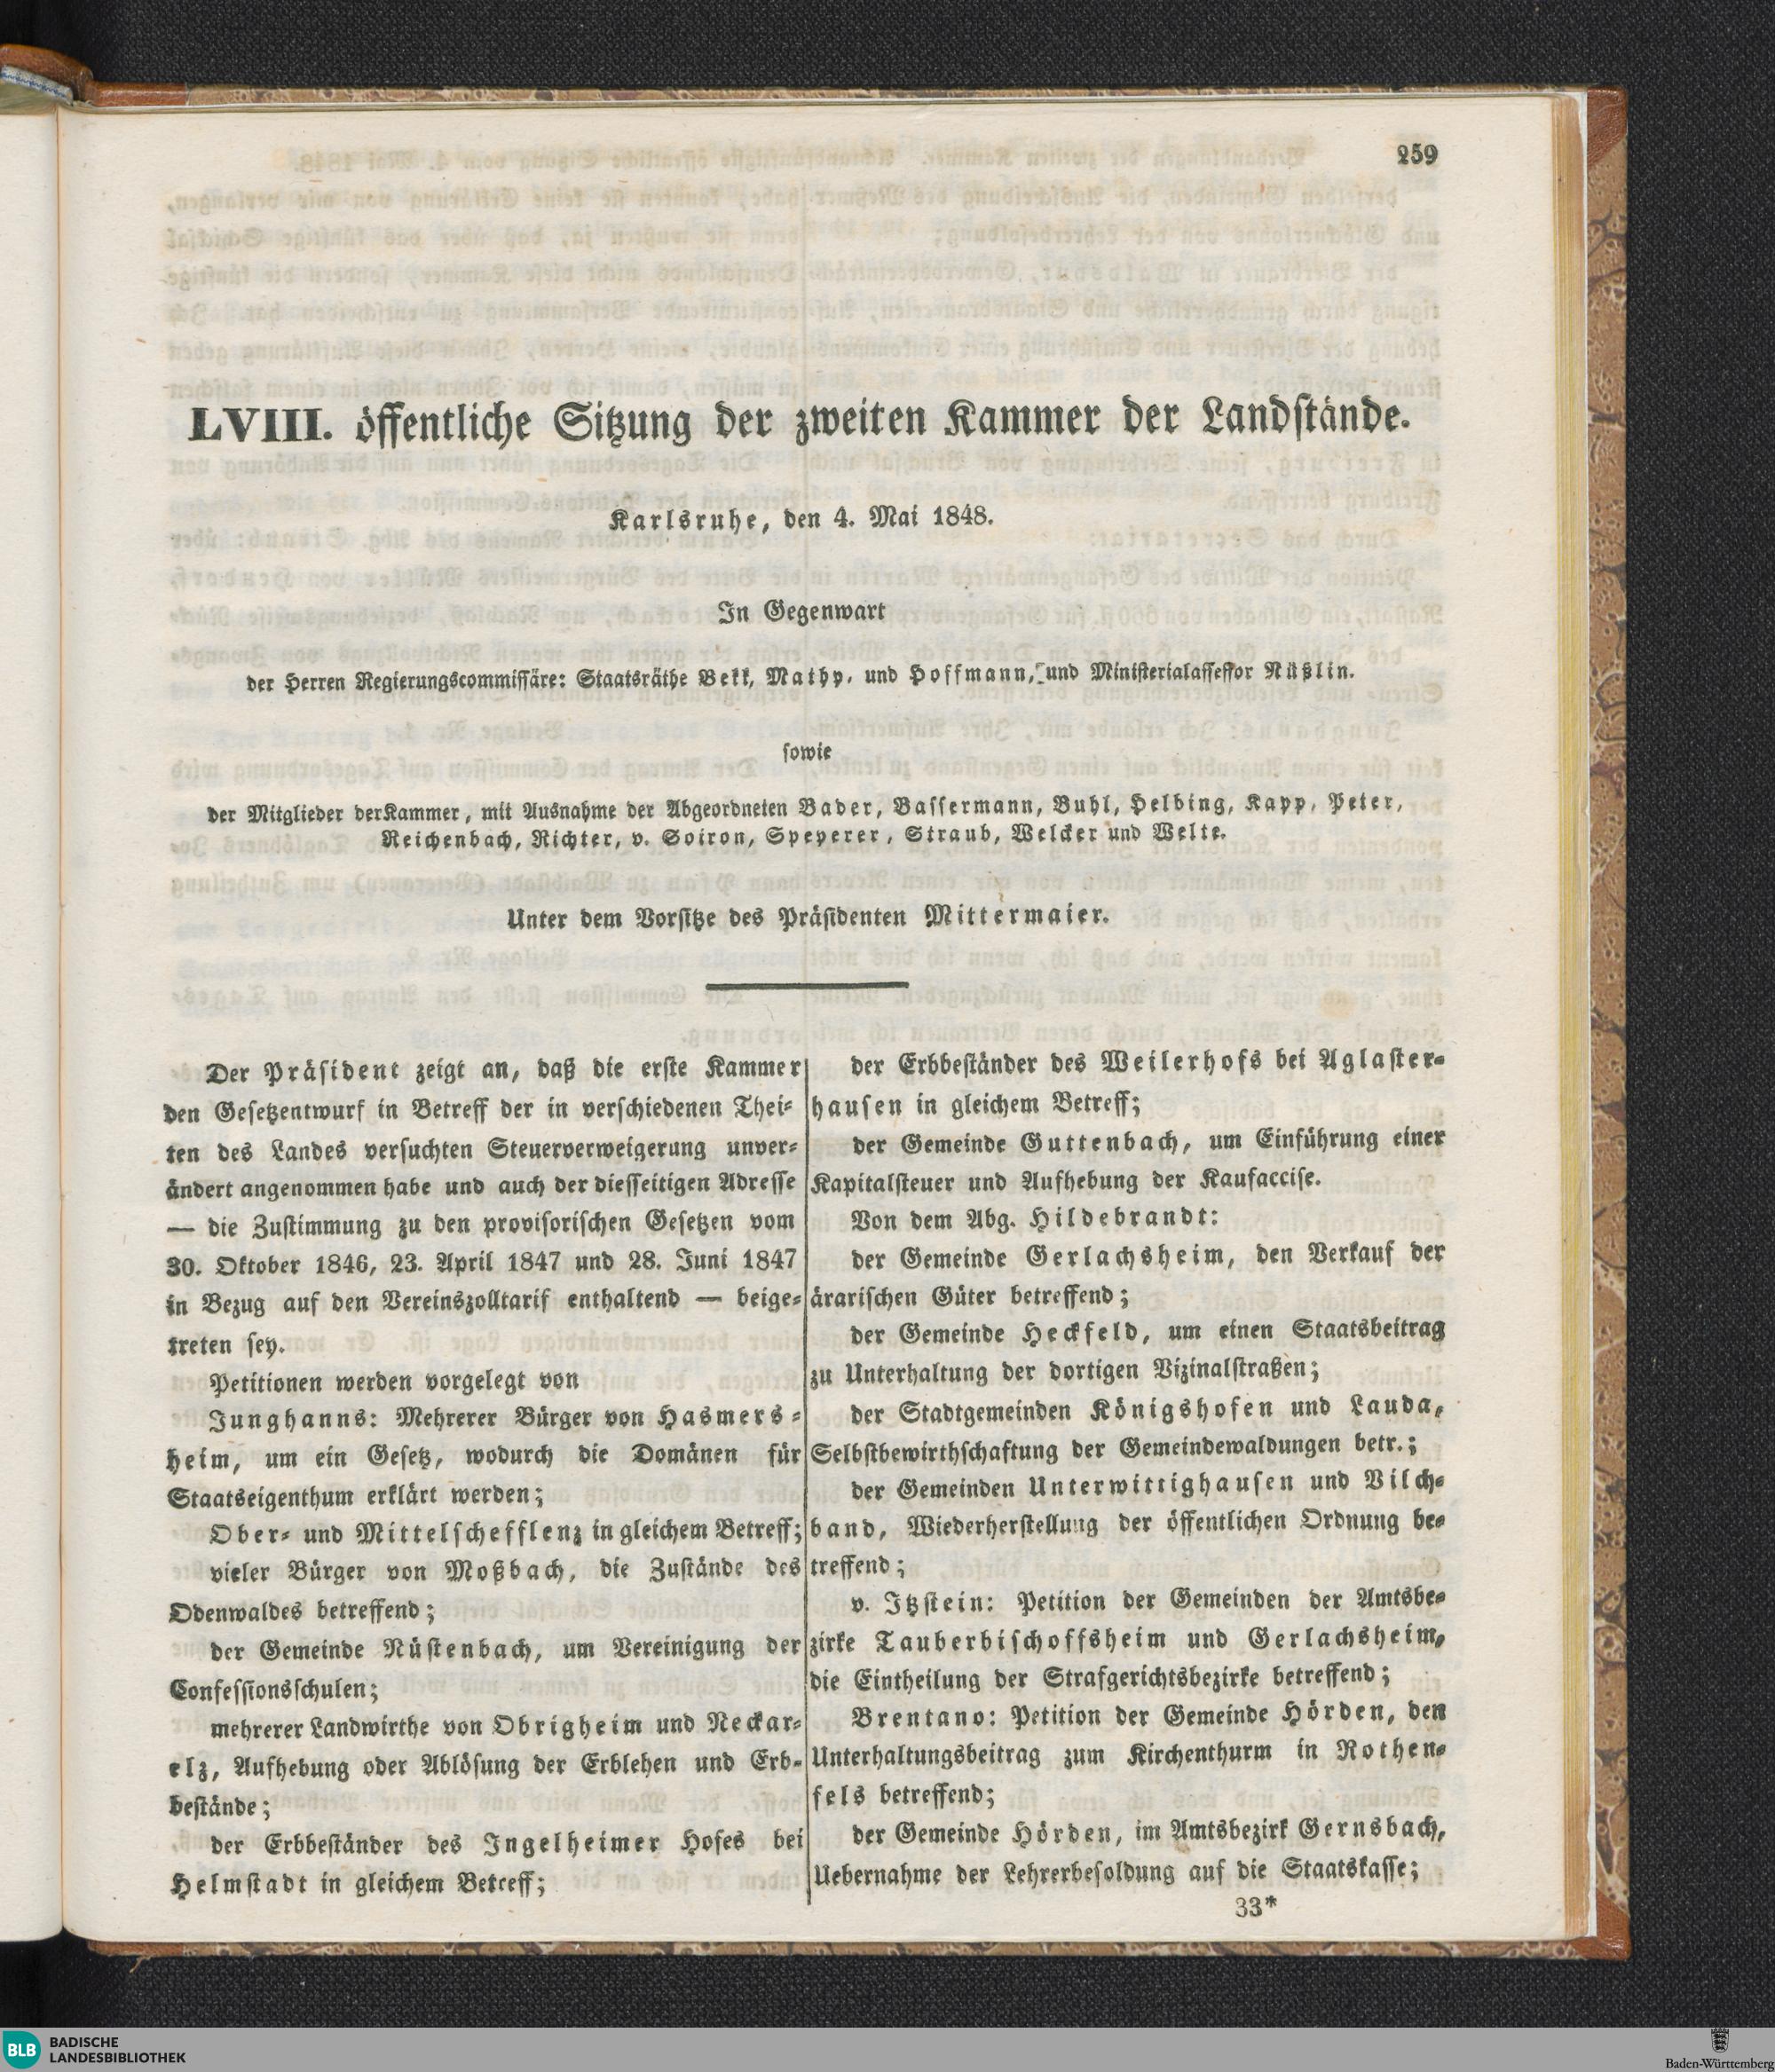 259
LVIII. öffentliche Sitzung der zweiten Kammer der Landstände.
Karlsruhe, den 4. Mai 1848.
In Gegenwart
der Herren Regierungscommissäre: Staatsräthe Bekk, Mathy, und Hoffmann, und Ministerialassessor Nüßlin.
sowie
der Mitglieder der Kammer, mit Ausnahme der Abgeordneten Bader, Bassermann, Buhl, Helbing, Kapp, Peter,
Reichenbach, Richter, v. Soiron, Speyerer, Straub, Welcker und Welte.
Unter dem Vorsitze des Präsidenten Mittermaier.
Der Präsident zeigt an, daß die erste Kammer
den Gesetzentwurf in Betreff der in verschiedenen Thei-
ten des Landes versuchten Steuerverweigerung unver-
ändert angenommen habe und auch der diesseitigen Adresse
— die Zustimmung zu den provisorischen Gesetzen vom
30. Oktober 1846, 23. April 1847 und 28. Juni 1847
in Bezug auf den Vereinszolltarif enthaltend — beige-
treten sey.
Petitionen werden vorgelegt von
Junghanns: Mehrerer Bürger von Hasmers-
heim, um ein Gesetz, wodurch die Domänen für
Staatseigenthum erklärt werden;
Ober- und Mittelschefflenz in gleichem Betreff;
vieler Bürger von Moßbach, die Zustände des
Odenwaldes betreffend;
der Gemeinde Nüstenbach, um Vereinigung der
Confessionsschulen;
mehrerer Landwirthe von Obrigheim und Neckar-
elz, Aufhebung oder Ablösung der Erblehen und Erb-
bestände;
der Erbbeständer des Ingelheimer Hofes bei
Helmstadt in gleichem Betreff;
der Erbbeständer des Weilerhofs bei Aglaster-
hausen in gleichem Betreff;
der Gemeinde Guttenbach, um Einführung einer
Kapitalsteuer und Aufhebung der Kaufaccise.
Von dem Abg. Hildebrandt:
der Gemeinde Gerlachsheim, den Verkauf der
ärarischen Güter betreffend;
der Gemeinde Heckfeld, um einen Staatsbeitrag
zu Unterhaltung der dortigen Vizinalstraßen;
der Stadtgemeinden Königshofen und Lauda,
Selbstbewirthschaftung der Gemeindewaldungen betr.;
der Gemeinden Unterwittighausen und Vilch-
band, Wiederherstellung der öffentlichen Ordnung be-
treffend;
v. Itzstein: Petition der Gemeinden der Amtsbe-
zirke Tauberbischoffsheim und Gerlachsheim,
die Eintheilung der Strafgerichtsbezirke betreffend;
Brentano: Petition der Gemeinde Hörden, den
Unterhaltungsbeitrag zum Kirchenthurm in Rothen-
fels betreffend;
der Gemeinde Hörden, im Amtsbezirk Gernsbach,
Uebernahme der Lehrerbesoldung auf die Staatskasse;
33*
BLB BADISCHE
LANDESBIBLIOTHEK
Baden-Württemberg